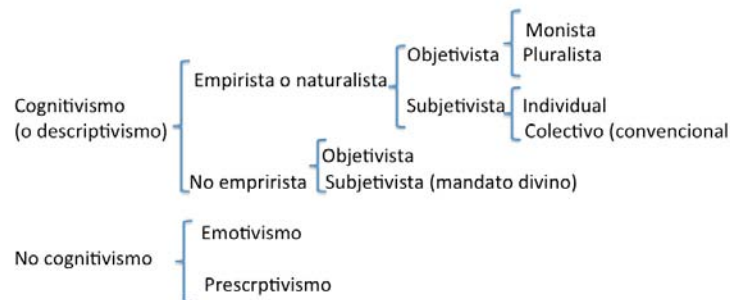 Monista
Objetivista
Pluralista
Empirista o naturalista
Cognitivismo
(o descriptivismo)
Subjetivista
Individual
Colectivo (convencional
Objetivista
No emprirista
Subjetivista (mandato divino)
Emotivismo
No cognitivismo
Prescrptivismo